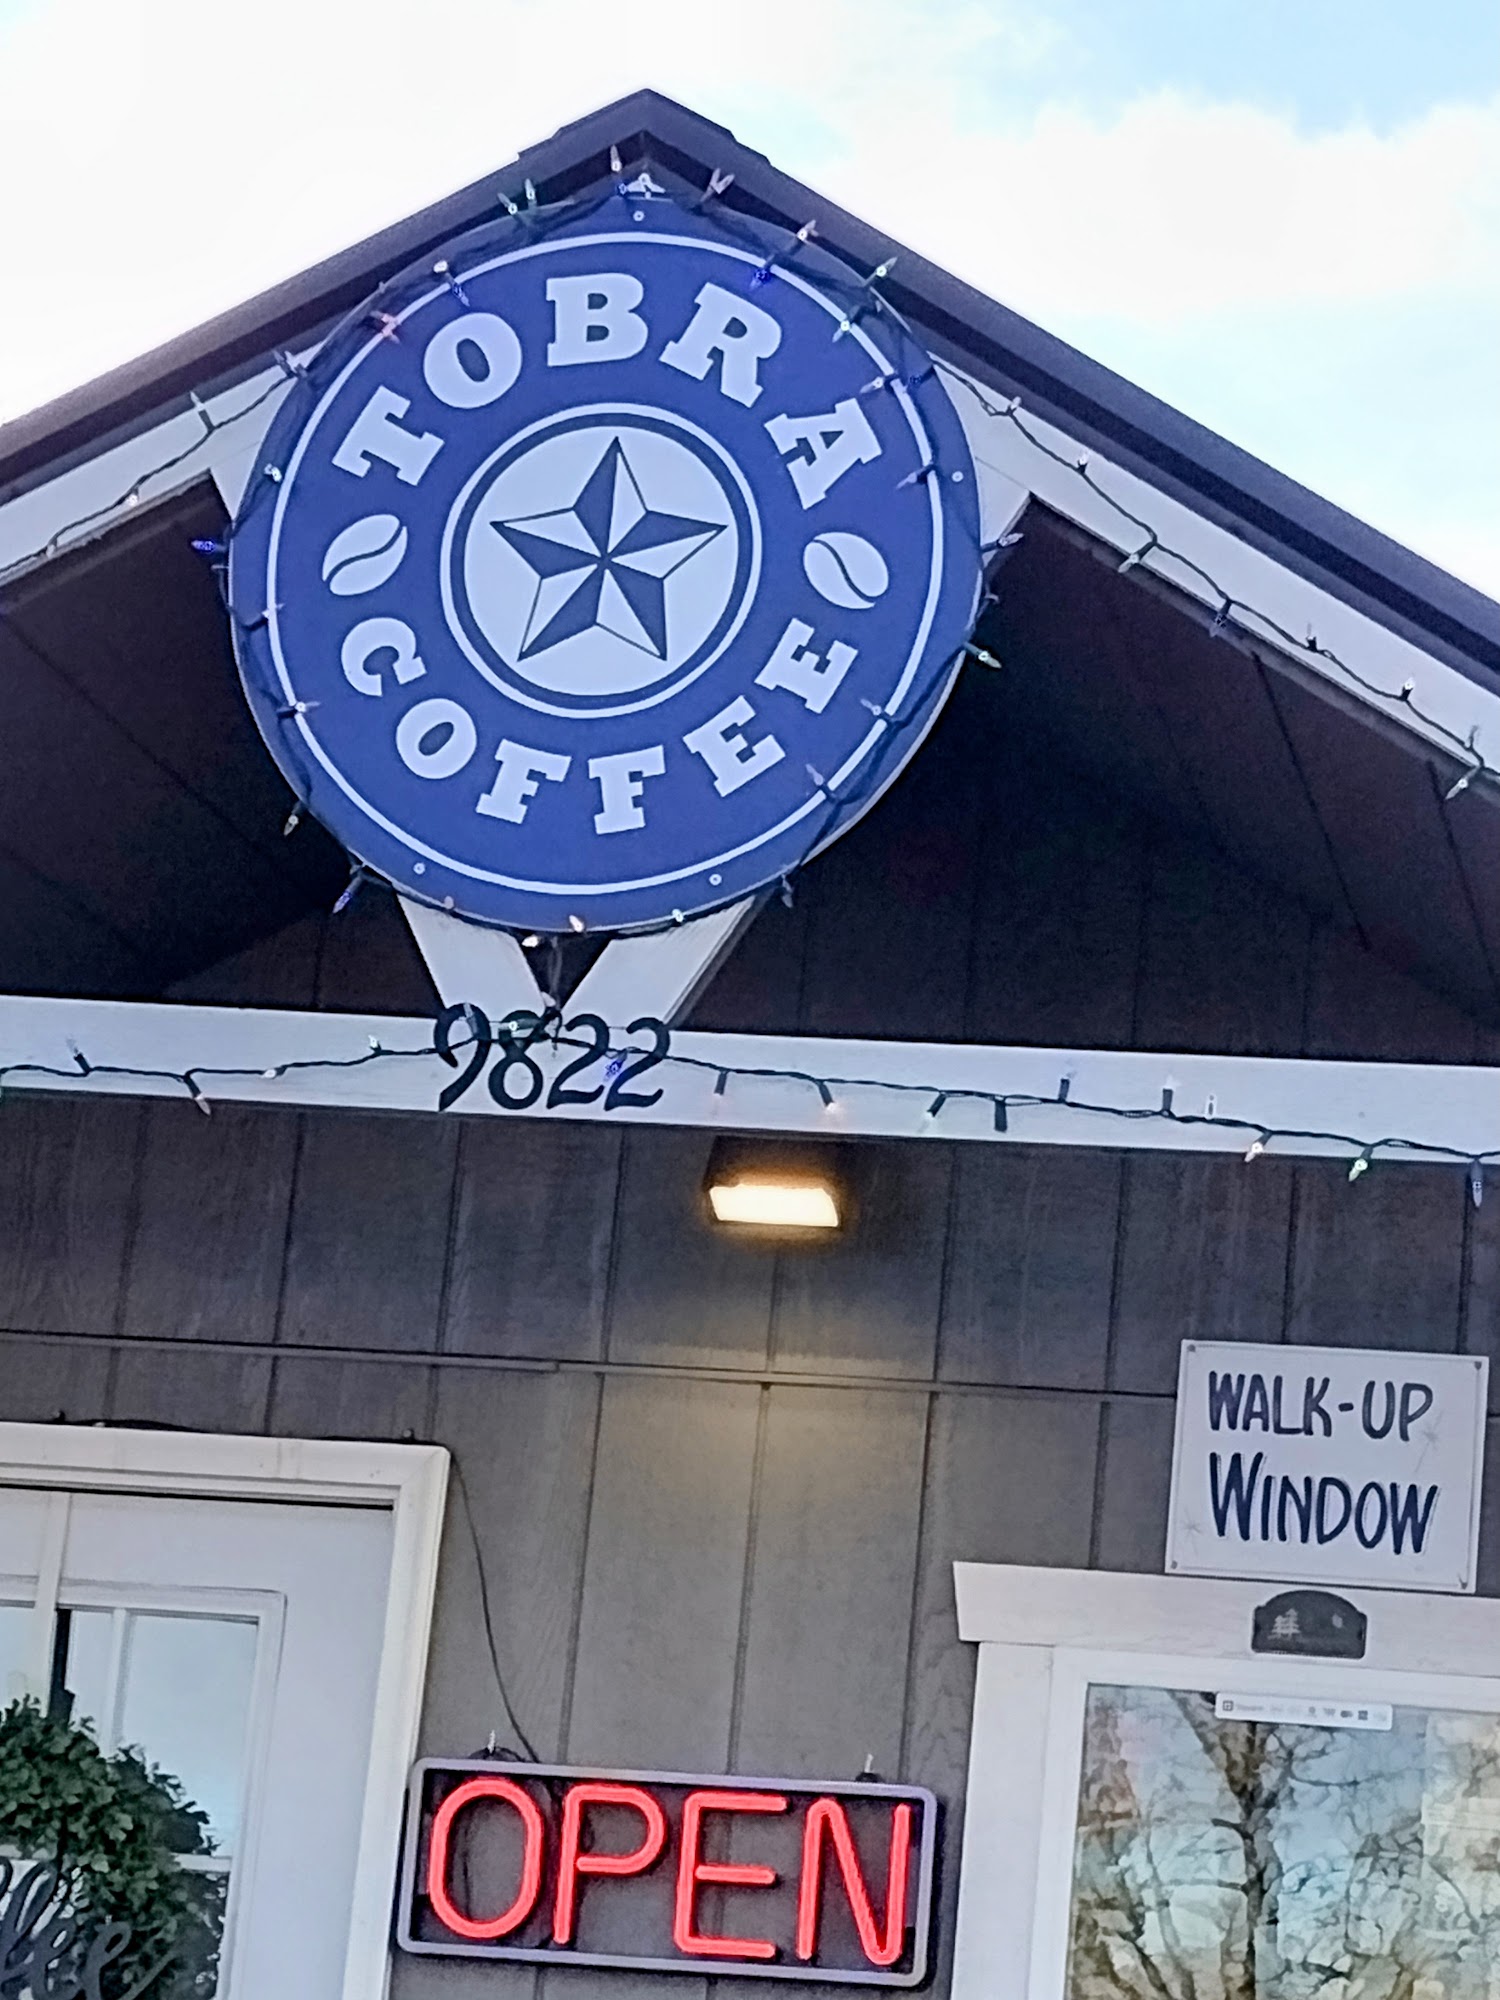 TOBRA
COFFEE
9822
WALK-UP
WINDOW
OPEN